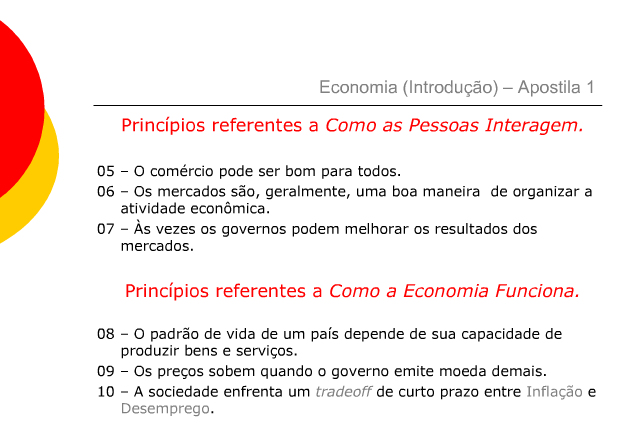 Economia (Introdução) – Apostila 1
Princípios referentes a Como as Pessoas Interagem.
05 – O comércio pode ser bom para todos.
06 – Os mercados são, geralmente, uma boa maneira de organizar a
atividade econômica.
07 – Às vezes os governos podem melhorar os resultados dos
mercados.
Princípios referentes a Como a Economia Funciona.
08 – O padrão de vida de um país depende de sua capacidade de
produzir bens e serviços.
09 – Os preços sobem quando o governo emite moeda demais.
10 – A sociedade enfrenta um tradeoff de curto prazo entre Inflação e
Desemprego.